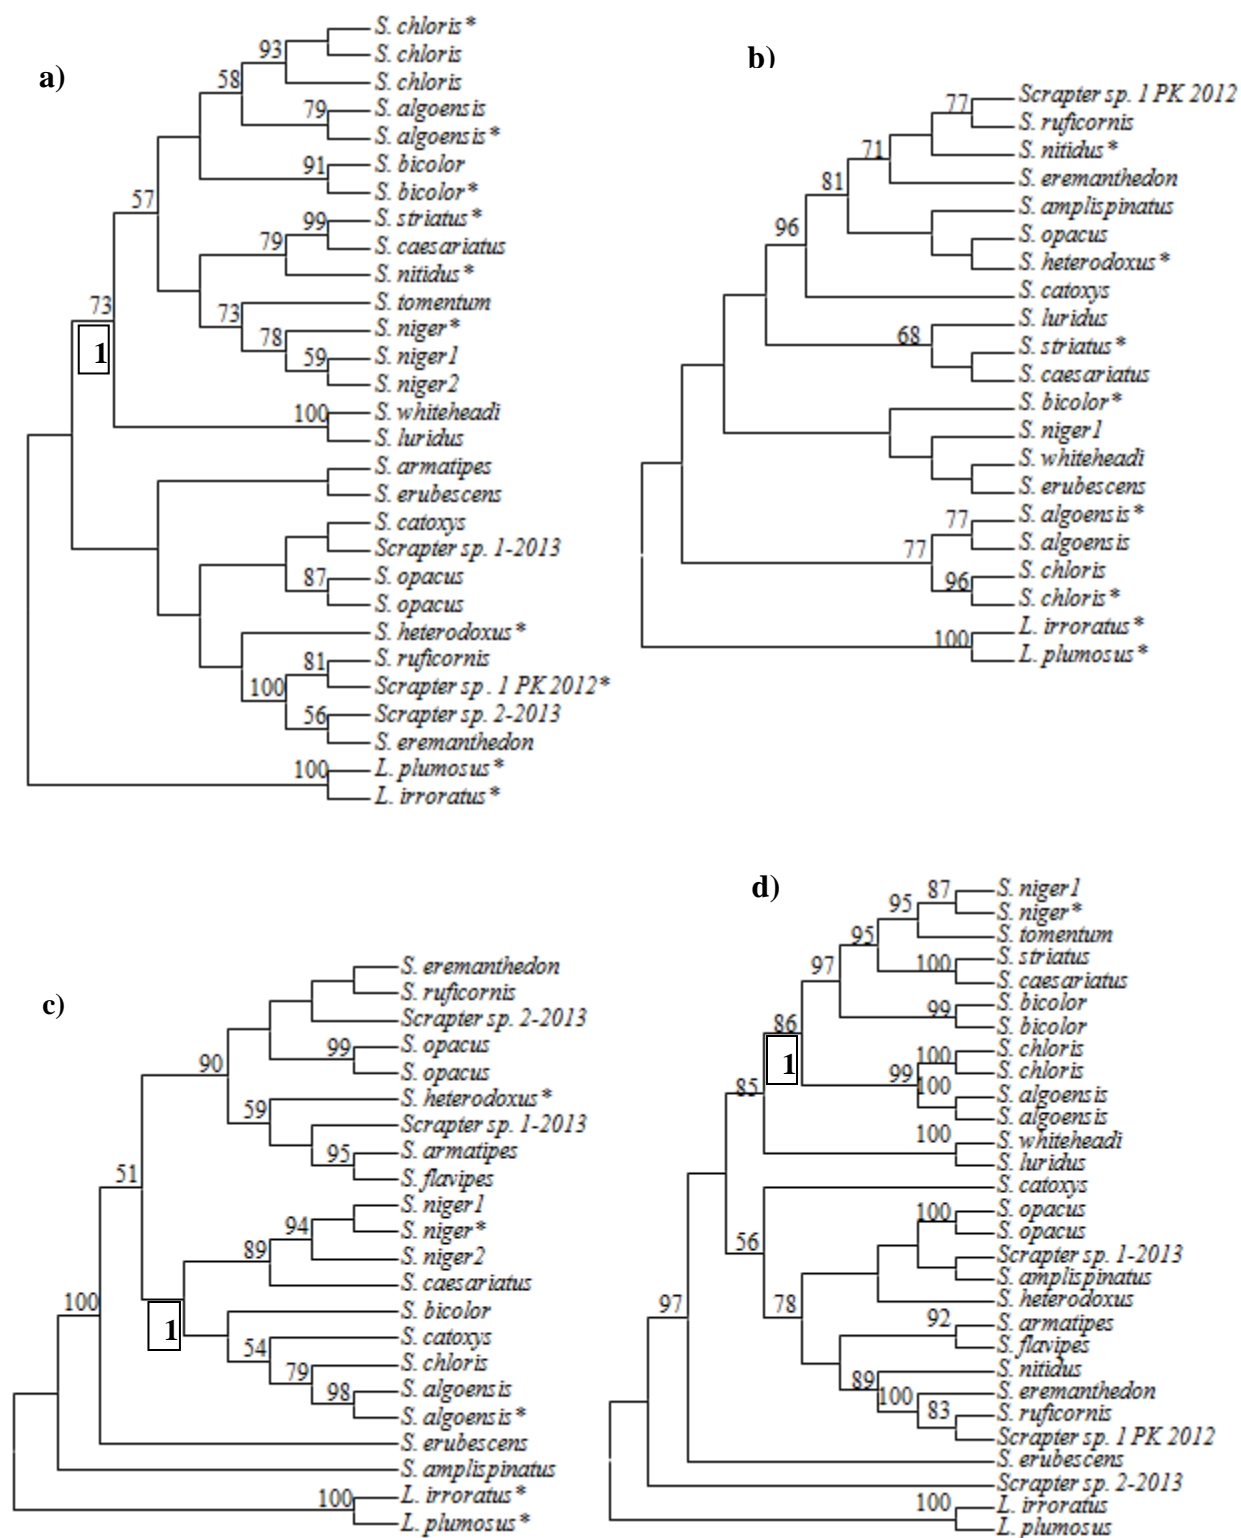 a)
93
58
79
91
57
99
79
73
73
78
59
1
100
87
81
100
56
100
S. chloris*
S. chloris
S. chloris
S. algoensis
S. algoensis*
S. bicolor
S. bicolor*
S. striatus*
S. caesariatus
S. nitidus*
S. tomentum
S. niger*
S. niger1
S. niger2
S. whiteheadi
S. luridus
S. armatipes
S. erubescens
S. catoxys
Scrapter sp. 1-2013
S. opacus
S. opacus
S. heterodoxus*
S. ruficornis
Scrapter sp. 1 PK 2012*
Scrapter sp. 2-2013
S. eremanthedon
L. plumosus*
L. irroratus*
b)
77
71
81
96
68
77
77
96
100
Scrapter sp. 1 PK 2012
S. ruficornis
S. nitidus*
S. eremanthedon
S. amplispinatus
S. opacus
S. heterodoxus*
S. catoxys
S. luridus
S. striatus*
S. caesariatus
S. bicolor*
S. niger1
S. whiteheadi
S. erubescens
S. algoensis*
S. algoensis
S. chloris
S. chloris*
L. irroratus*
L. plumosus*
c)
90
99
59
95
51
94
89
100
1
54
79
98
100
S. eremanthedon
S. ruficornis
Scrapter sp. 2-2013
S. opacus
S. opacus
S. heterodoxus*
Scrapter sp. 1-2013
S. armatipes
S. flavipes
S. niger1
S. niger*
S. niger2
S. caesariatus
S. bicolor
S. catoxys
S. chloris
S. algoensis
S. algoensis*
S. erubescens
S. amplispinatus
L. irroratus*
L. plumosus*
d)
87
95
95
97
100
99
86
1
100
99
100
85
100
100
56
97
78
92
89
100
83
100
S. niger1
S. niger*
S. tomentum
S. striatus
S. caesariatus
S. bicolor
S. bicolor
S. chloris
S. chloris
S. algoensis
S. algoensis
S. whiteheadi
S. luridus
S. catoxys
S. opacus
S. opacus
Scrapter sp. 1-2013
S. amplispinatus
S. heterodoxus
S. armatipes
S. flavipes
S. nitidus
S. eremanthedon
S. ruficornis
Scrapter sp. 1 PK 2012
S. erubescens
Scrapter sp. 2-2013
L. irroratus
L. plumosus